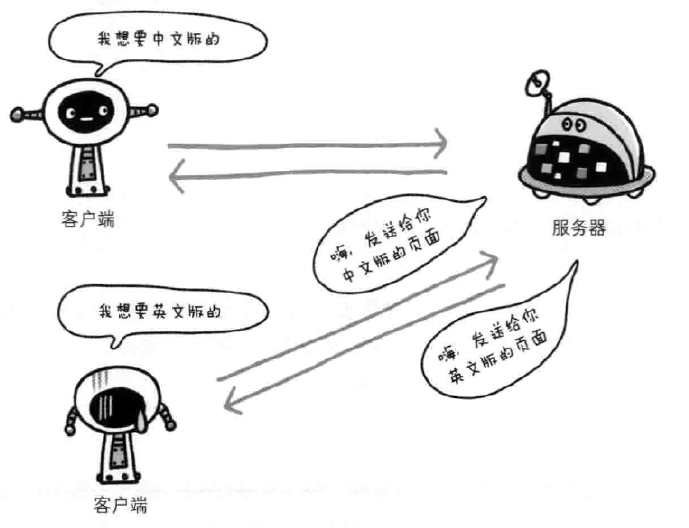 我想要中文版的
客户端
服务器
嗨，发送给你
中文版的页面
我想要英文版的
嗨，发送给你
英文版的页面
客户端